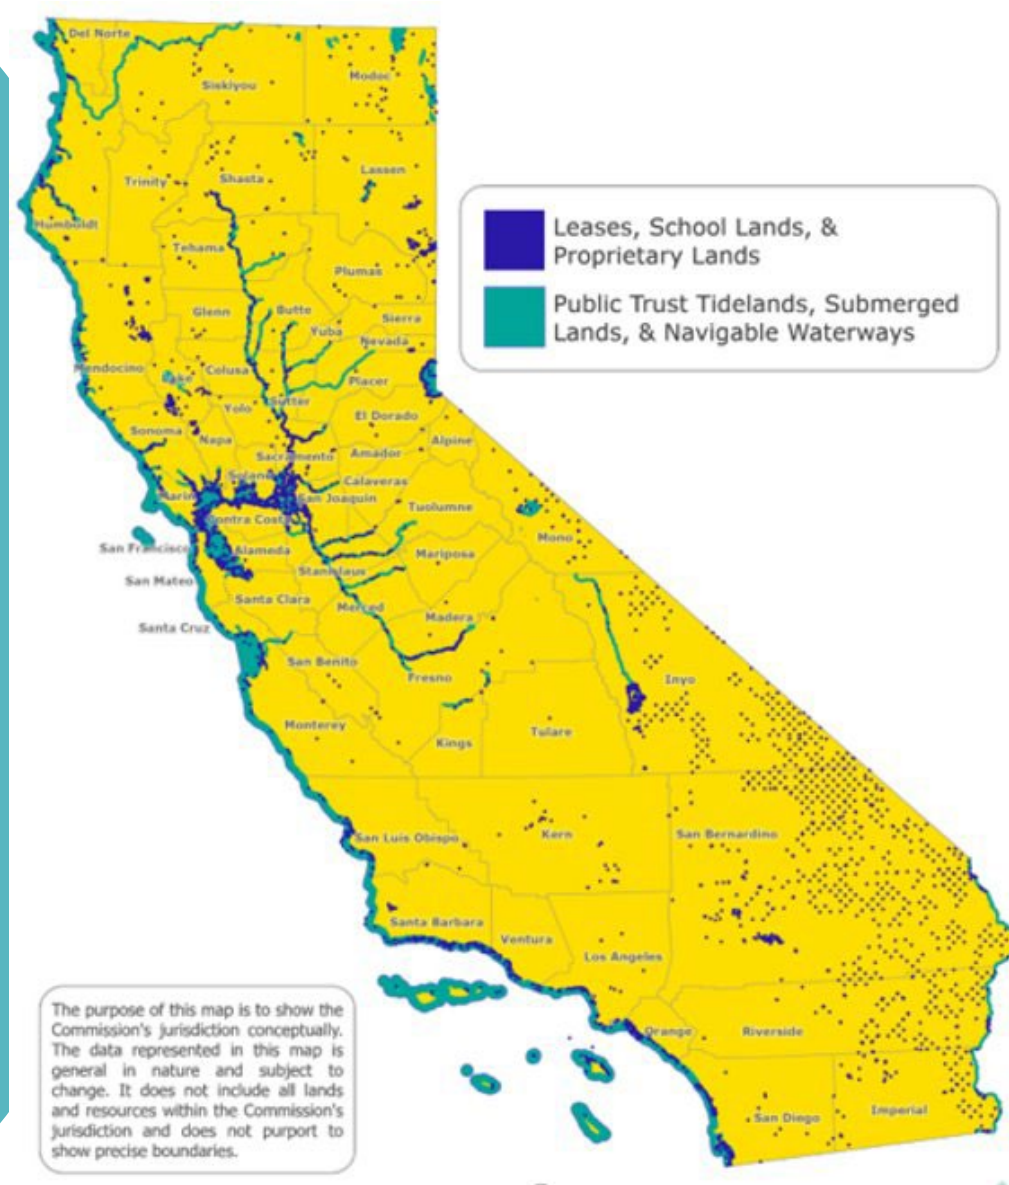 Del Norte
Siskiyou
Modoc
Trinity
Shasta
Lassen
Humboldt
Tehama
Plumas
Glenn
Butte
Sierra
Yuba
Nevada
Mendocino
Lake
Colusa
Placer
Sutter
Yolo
El Dorado
Sonoma
Napa
Alpine
Sacramento
Amador
Solano
Calaveras
Marin
San Joaquin
Tuolumne
Contra Costa
Mono
San Francisco
Alameda
Mariposa
Stanislaus
San Mateo
Santa Clara
Merced
Madera
Santa Cruz
San Benito
Fresno
Inyo
Monterey
Kings
Tulare
San Luis Obispo
Kern
San Bernardino
Santa Barbara
Ventura
Los Angeles
Orange
Riverside
San Diego
Imperial
Leases, School Lands, &
Proprietary Lands
Public Trust Tidelands, Submerged
Lands, & Navigable Waterways
The purpose of this map is to show the
Commission's jurisdiction conceptually.
The data represented in this map is
general in nature and subject to
change. It does not include all lands
and resources within the Commission's
jurisdiction and does not purport to
show precise boundaries.